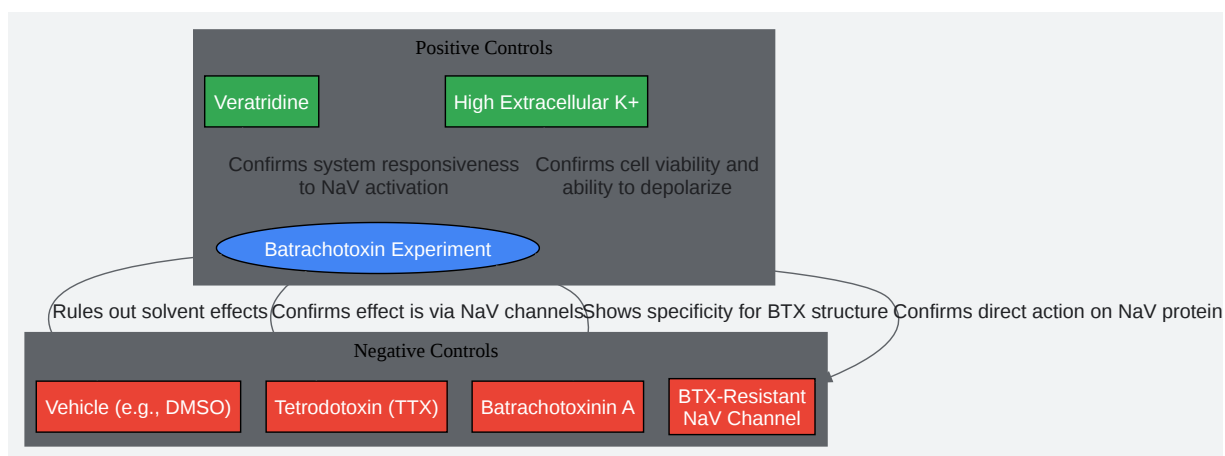 Positive Controls
Veratridine
High Extracellular K+
Confirms system responsiveness
to NaV activation
Confirms cell viability and
ability to depolarize
Batrachotoxin Experiment
Rules out solvent effects
Confirms effect is via NaV channels
Shows specificity for BTX structure
Confirms direct action on NaV protein
Negative Controls
Vehicle (e.g., DMSO)
Tetrodotoxin (TTX)
Batrachotoxinin A
BTX-Resistant
NaV Channel